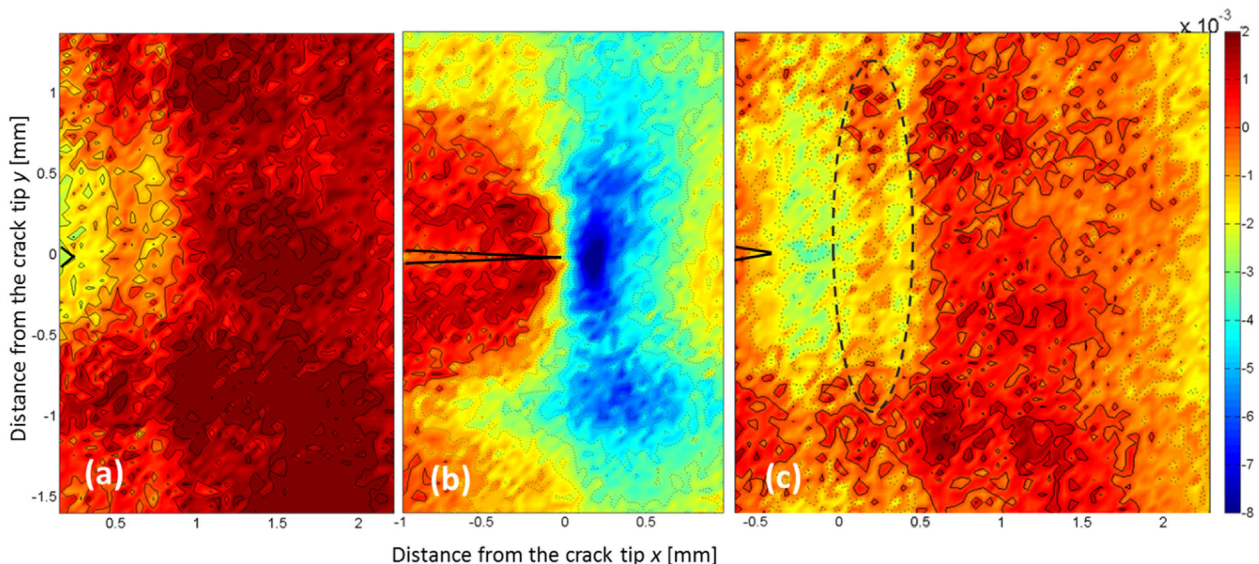 x 10⁻³
Distance from the crack tip y [mm]
1
0.5
0
-0.5
-1
-1.5
(a)
(b)
(c)
2
1
0
-1
-2
-3
-4
-5
-6
-7
-8
0.5 1 1.5 2
-1 -0.5 0 0.5
-0.5 0 0.5 1 1.5 2
Distance from the crack tip x [mm]